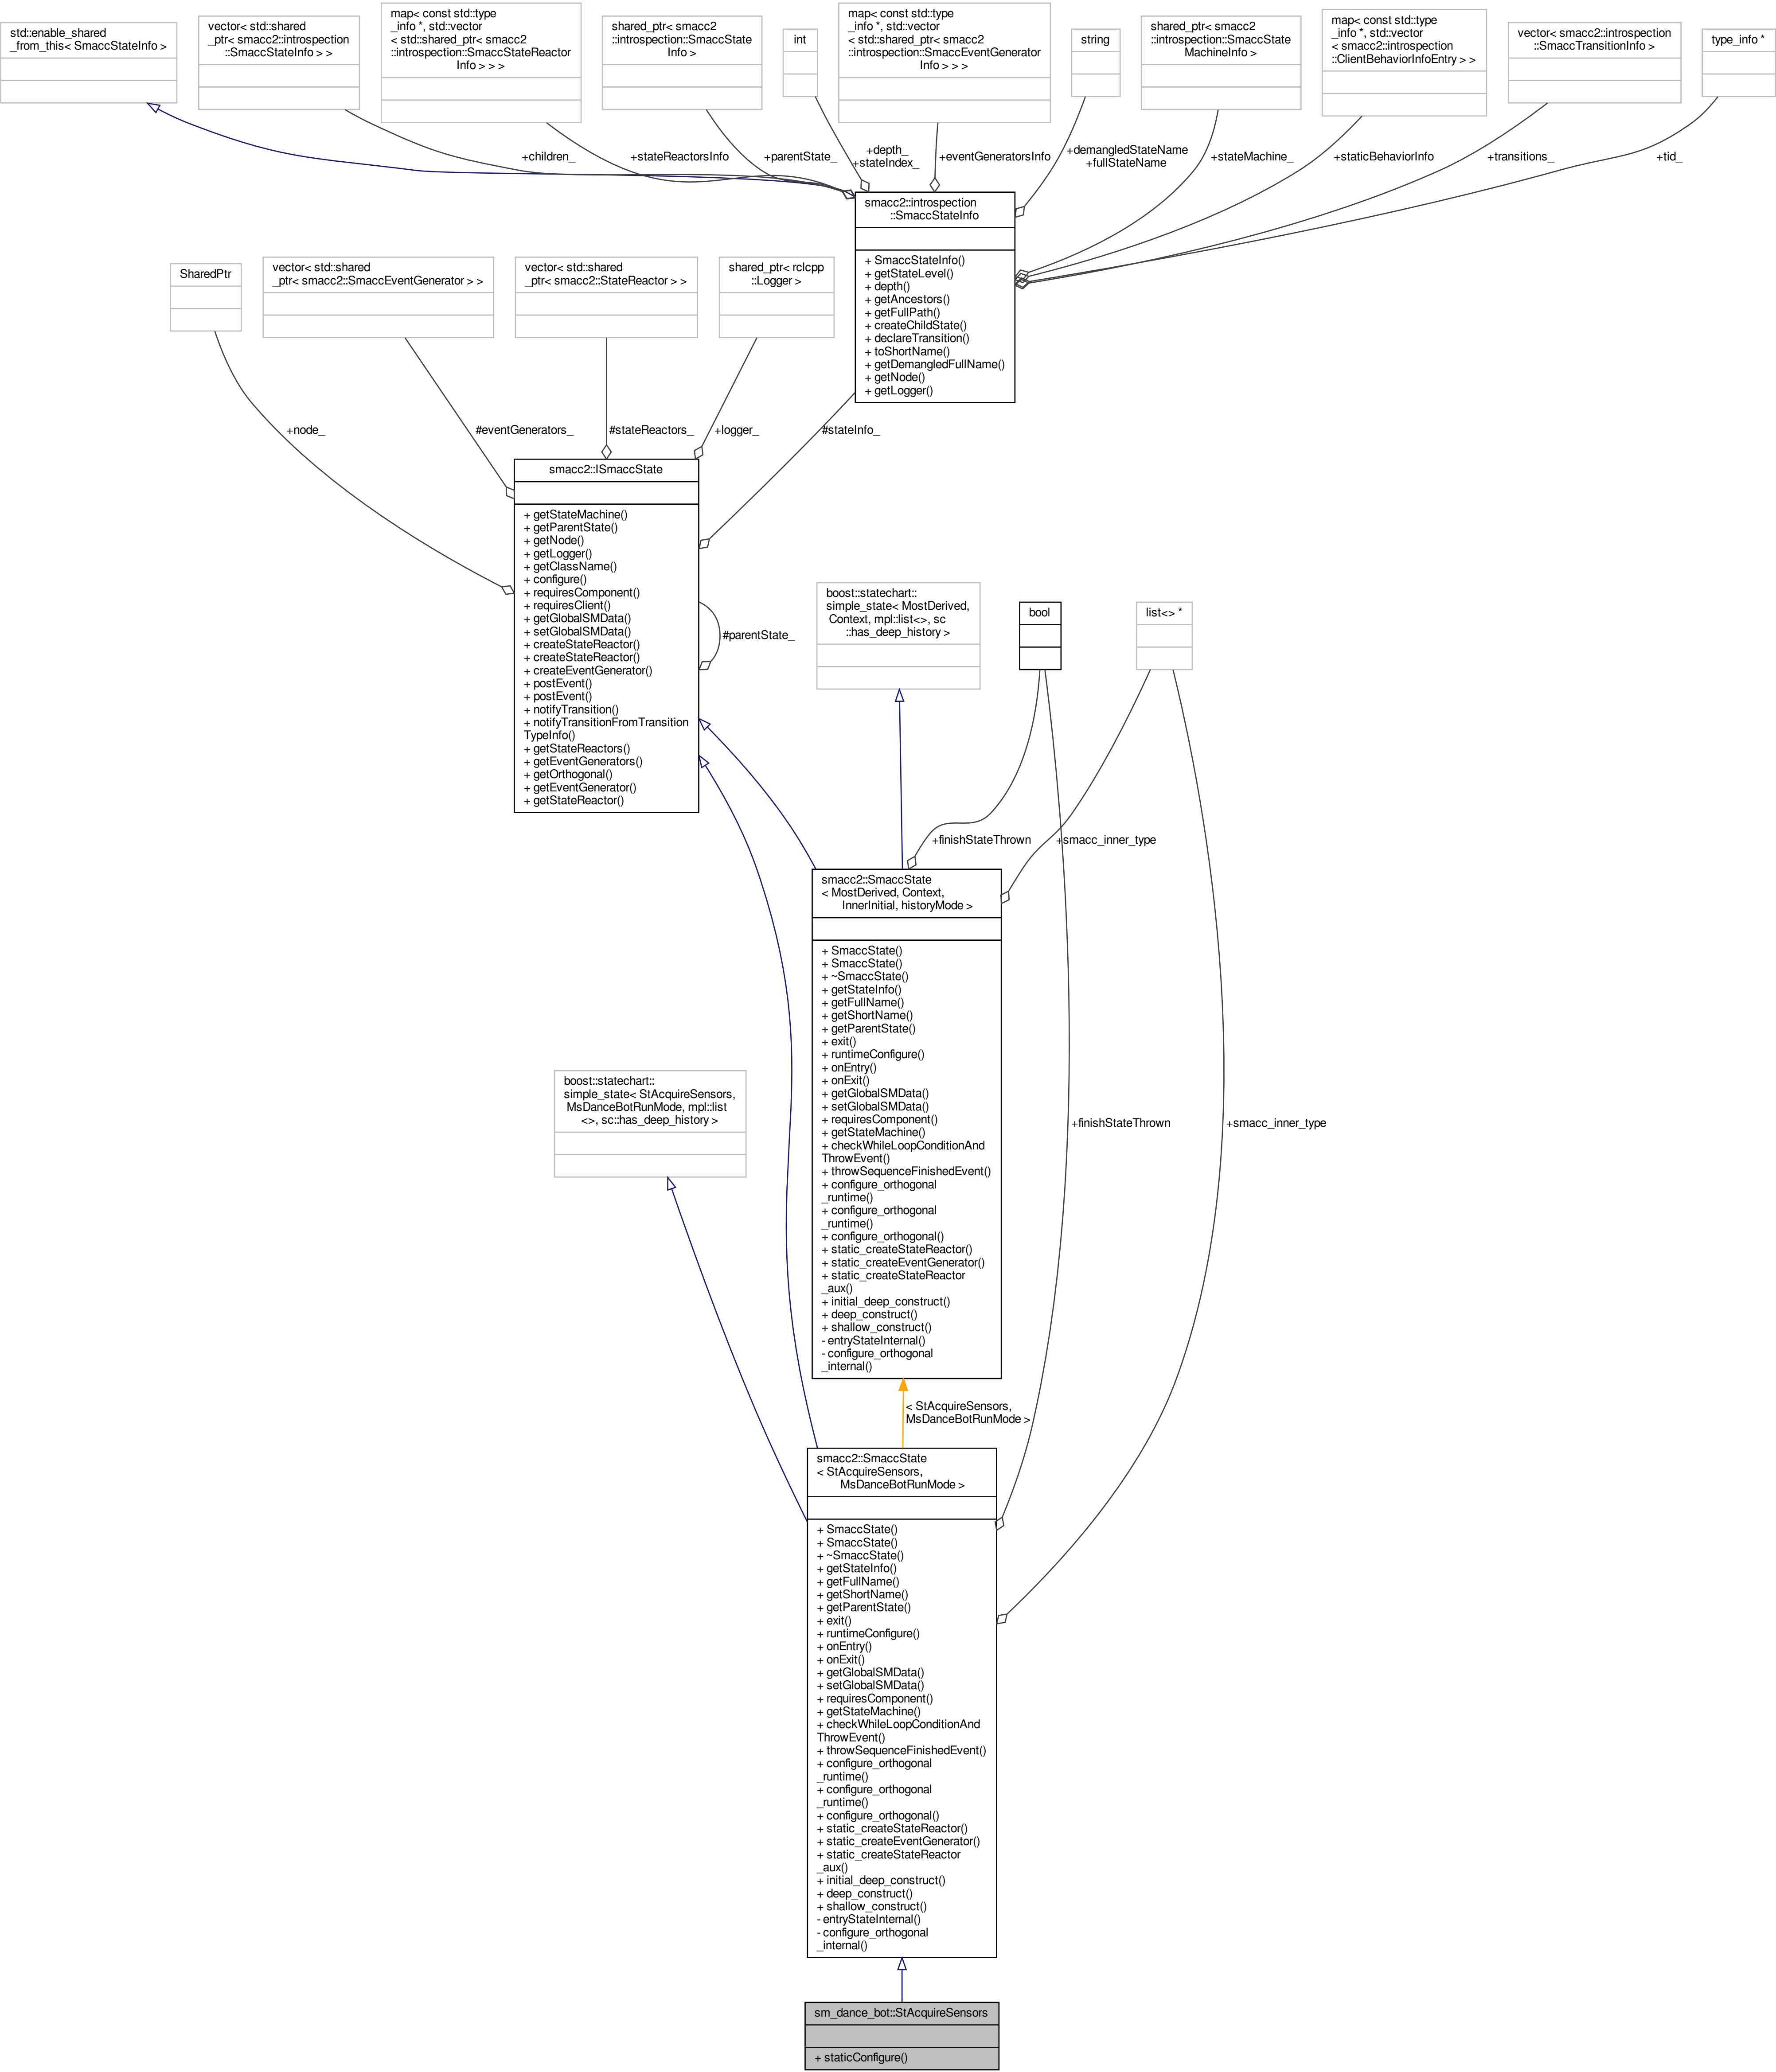 std::enable_shared
_from_this< SmaccStateInfo >
vector< std::shared
_ptr< smacc2::introspection
::SmaccStateInfo > >
map< const std::type
_info *, std::vector
< std::shared_ptr< smacc2
::introspection::SmaccStateReactor
Info > > >
shared_ptr< smacc2
::introspection::SmaccState
Info >
int
map< const std::type
_info *, std::vector
< std::shared_ptr< smacc2
::introspection::SmaccEventGenerator
Info > > >
string
shared_ptr< smacc2
::introspection::SmaccState
MachineInfo >
map< const std::type
_info *, std::vector
< smacc2::introspection
::ClientBehaviorInfoEntry > >
vector< smacc2::introspection
::SmaccTransitionInfo >
type_info *
+children_
+stateReactorsInfo
+parentState_
+depth_
+stateIndex_
+eventGeneratorsInfo
+demangledStateName
+fullStateName
+stateMachine_
+staticBehaviorInfo
+transitions_
+tid_
smacc2::introspection
::SmaccStateInfo
+ SmaccStateInfo()
+ getStateLevel()
+ depth()
+ getAncestors()
+ getFullPath()
+ createChildState()
+ declareTransition()
+ toShortName()
+ getDemangledFullName()
+ getNode()
+ getLogger()
SharedPtr
vector< std::shared
_ptr< smacc2::SmaccEventGenerator > >
vector< std::shared
_ptr< smacc2::StateReactor > >
shared_ptr< rclcpp
::Logger >
+node_
#eventGenerators_
#stateReactors_
+logger_
#stateInfo_
smacc2::ISmaccState
+ getStateMachine()
+ getParentState()
+ getNode()
+ getLogger()
+ getClassName()
+ configure()
+ requiresComponent()
+ requiresClient()
+ getGlobalSMData()
+ setGlobalSMData()
+ createStateReactor()
+ createStateReactor()
+ createEventGenerator()
+ postEvent()
+ postEvent()
+ notifyTransition()
+ notifyTransitionFromTransition
TypeInfo()
+ getStateReactors()
+ getEventGenerators()
+ getOrthogonal()
+ getEventGenerator()
+ getStateReactor()
#parentState_
boost::statechart::
simple_state< MostDerived,
Context, mpl::list<>, sc
::has_deep_history >
bool
list<> *
+finishStateThrown
+smacc_inner_type
smacc2::SmaccState
< MostDerived, Context,
InnerInitial, historyMode >
+ SmaccState()
+ SmaccState()
+ ~SmaccState()
+ getStateInfo()
+ getFullName()
+ getShortName()
+ getParentState()
+ exit()
+ runtimeConfigure()
+ onEntry()
+ onExit()
+ getGlobalSMData()
+ setGlobalSMData()
+ requiresComponent()
+ getStateMachine()
+ checkWhileLoopConditionAnd
ThrowEvent()
+ throwSequenceFinishedEvent()
+ configure_orthogonal
_runtime()
+ configure_orthogonal
_runtime()
+ configure_orthogonal()
+ static_createStateReactor()
+ static_createEventGenerator()
+ static_createStateReactor
_aux()
+ initial_deep_construct()
+ deep_construct()
+ shallow_construct()
- entryStateInternal()
- configure_orthogonal
_internal()
boost::statechart::
simple_state< StAcquireSensors,
MsDanceBotRunMode, mpl::list
<>, sc::has_deep_history >
+finishStateThrown
+smacc_inner_type
< StAcquireSensors,
MsDanceBotRunMode >
smacc2::SmaccState
< StAcquireSensors,
MsDanceBotRunMode >
+ SmaccState()
+ SmaccState()
+ ~SmaccState()
+ getStateInfo()
+ getFullName()
+ getShortName()
+ getParentState()
+ exit()
+ runtimeConfigure()
+ onEntry()
+ onExit()
+ getGlobalSMData()
+ setGlobalSMData()
+ requiresComponent()
+ getStateMachine()
+ checkWhileLoopConditionAnd
ThrowEvent()
+ throwSequenceFinishedEvent()
+ configure_orthogonal
_runtime()
+ configure_orthogonal
_runtime()
+ configure_orthogonal()
+ static_createStateReactor()
+ static_createEventGenerator()
+ static_createStateReactor
_aux()
+ initial_deep_construct()
+ deep_construct()
+ shallow_construct()
- entryStateInternal()
- configure_orthogonal
_internal()
sm_dance_bot::StAcquireSensors
+ staticConfigure()